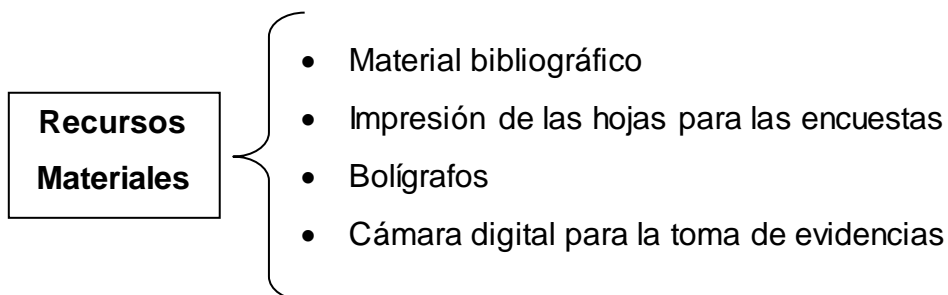 Recursos
Materiales
• Material bibliográfico
• Impresión de las hojas para las encuestas
• Bolígrafos
• Cámara digital para la toma de evidencias